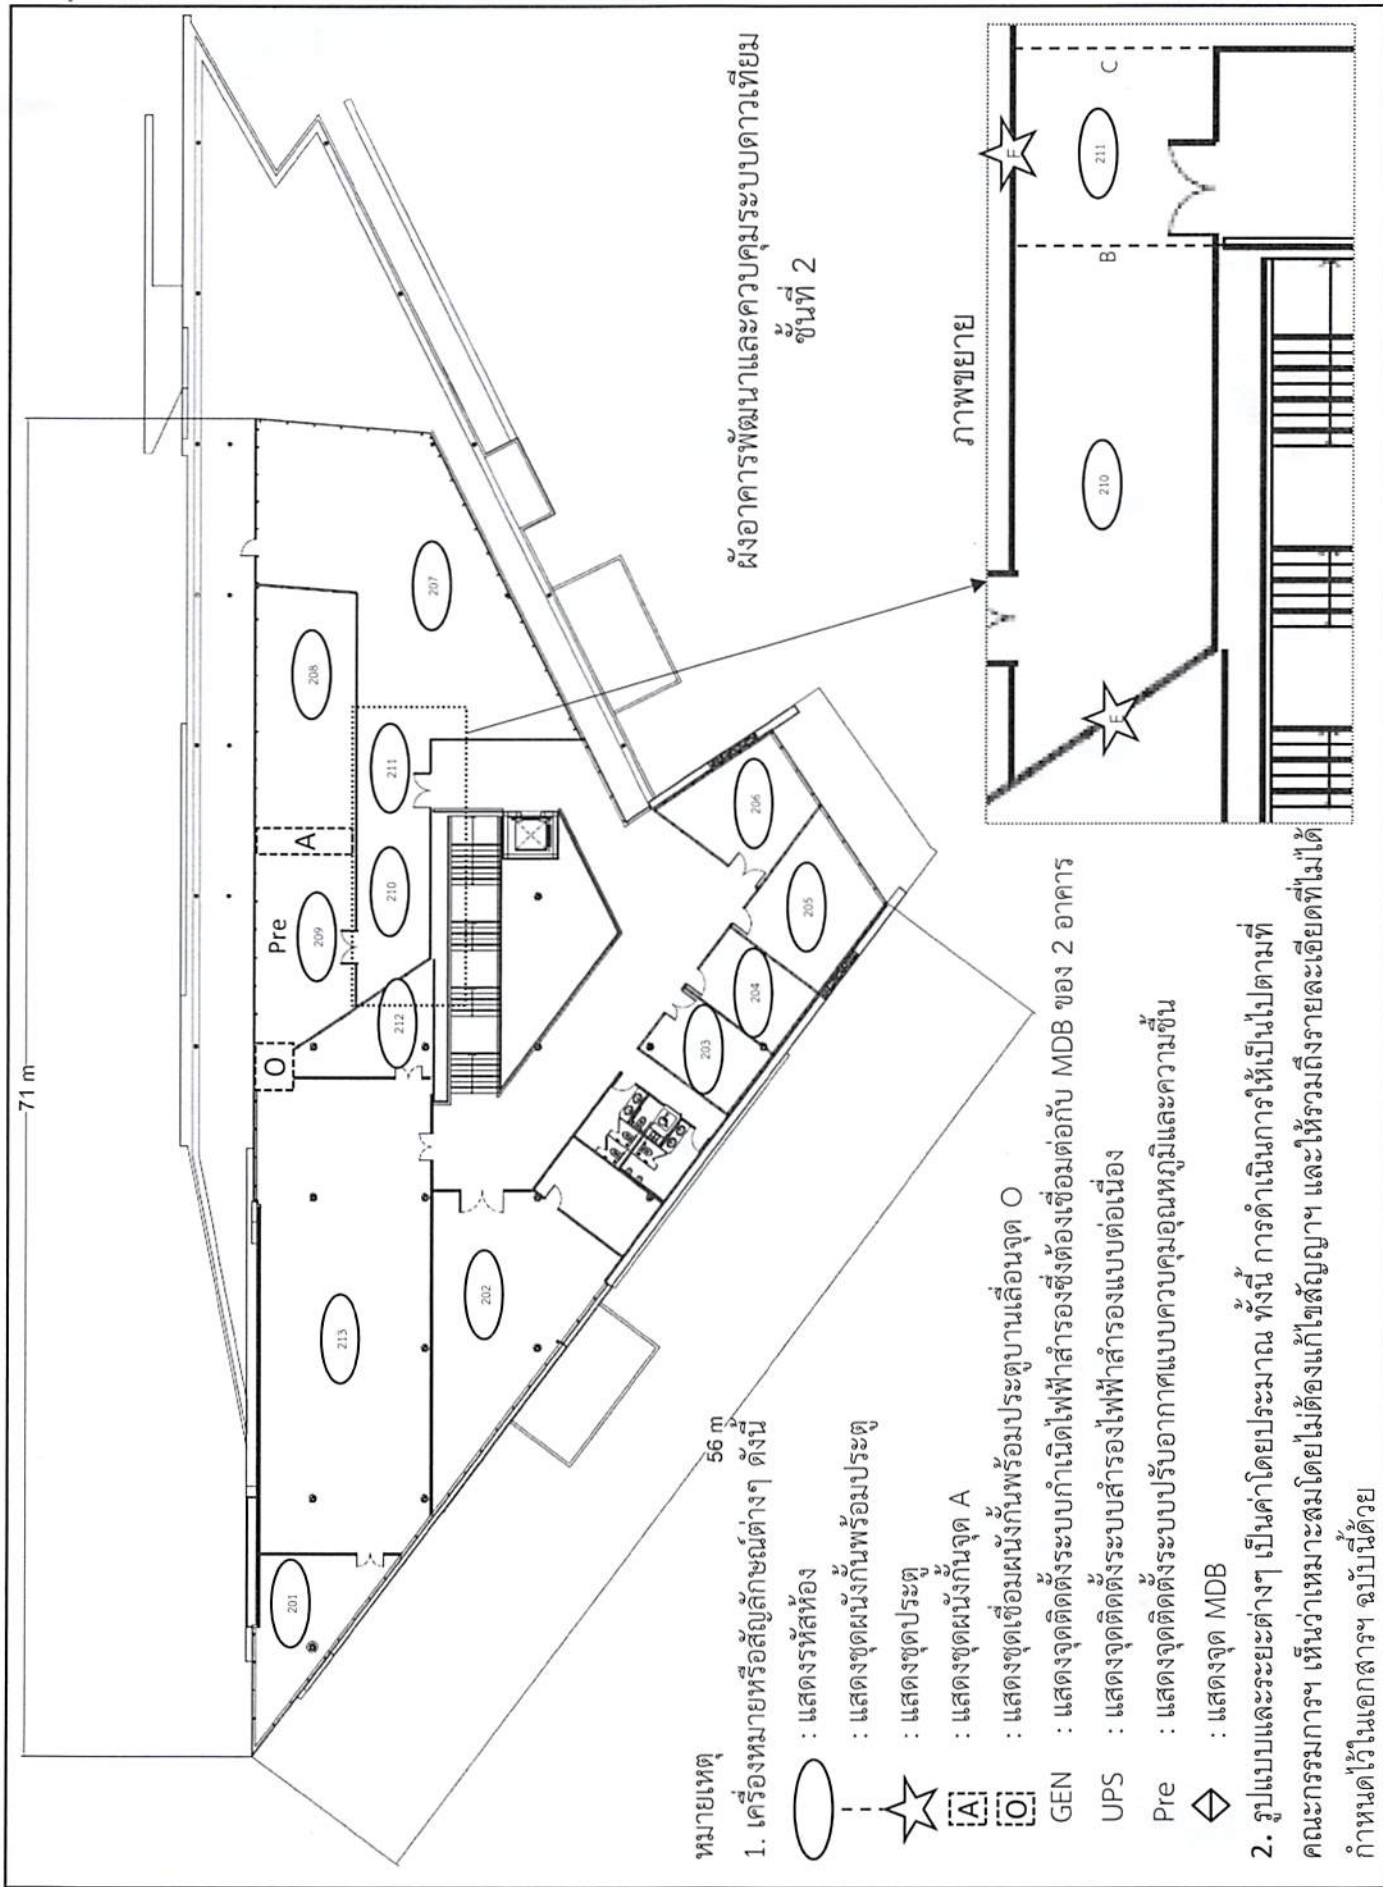 71 m
208
A
Pre
209
O
207
211
210
212
213
201
202
203
204
205
206
56 m
ผังอาคารพัฒนาและควบคุมระบบดาวเทียม
ชั้นที่ 2
ภาพขยาย
F
E
210
211
B
C
หมายเหตุ
1. เครื่องหมายหรือสัญลักษณ์ต่างๆ ดังนี้
: แสดงรหัสห้อง
: แสดงชุดผนังกั้นพร้อมประตู
: แสดงชุดประตู
A : แสดงชุดผนังกั้นจุด A
O : แสดงชุดเชื่อมผนังกั้นพร้อมประตูบานเลื่อนจุด O
GEN : แสดงจุดติดตั้งระบบกำเนิดไฟฟ้าสำรองซึ่งต้องเชื่อมต่อกับ MDB ของ 2 อาคาร
UPS : แสดงจุดติดตั้งระบบสำรองไฟฟ้าสำรองแบบต่อเนื่อง
Pre : แสดงจุดติดตั้งระบบปรับอากาศแบบควบคุมอุณหภูมิและความชื้น
: แสดงจุด MDB
2. รูปแบบและระยะต่างๆ เป็นค่าโดยประมาณ ทั้งนี้ การดำเนินการให้เป็นไปตามที่
คณะกรรมการฯ เห็นว่าเหมาะสมโดยไม่ต้องแก้ไขสัญญาฯ และให้รวมถึงรายละเอียดที่ไม่ได้
กำหนดไว้ในเอกสารฯ ฉบับนี้ด้วย